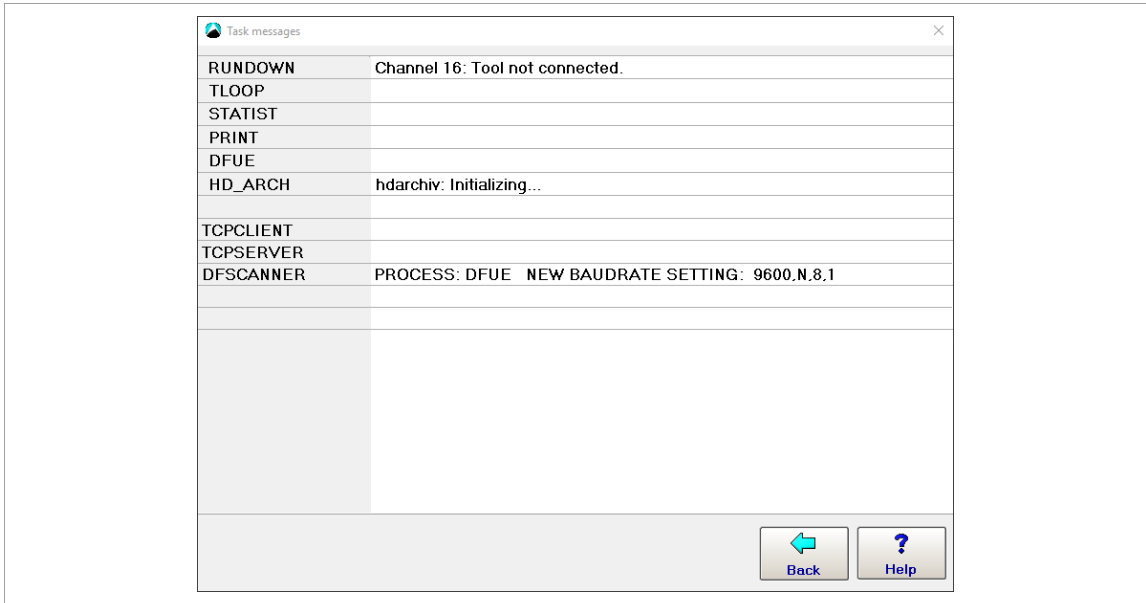 Task messages
RUNDOWN Channel 16: Tool not connected.
TLOOP
STATIST
PRINT
DFUE
HD_ARCH hdarchiv: Initializing...
TCPCLIENT
TCPSERVER
DFSCANNER PROCESS: DFUE NEW BAUDRATE SETTING: 9600,N,8,1
Back Help